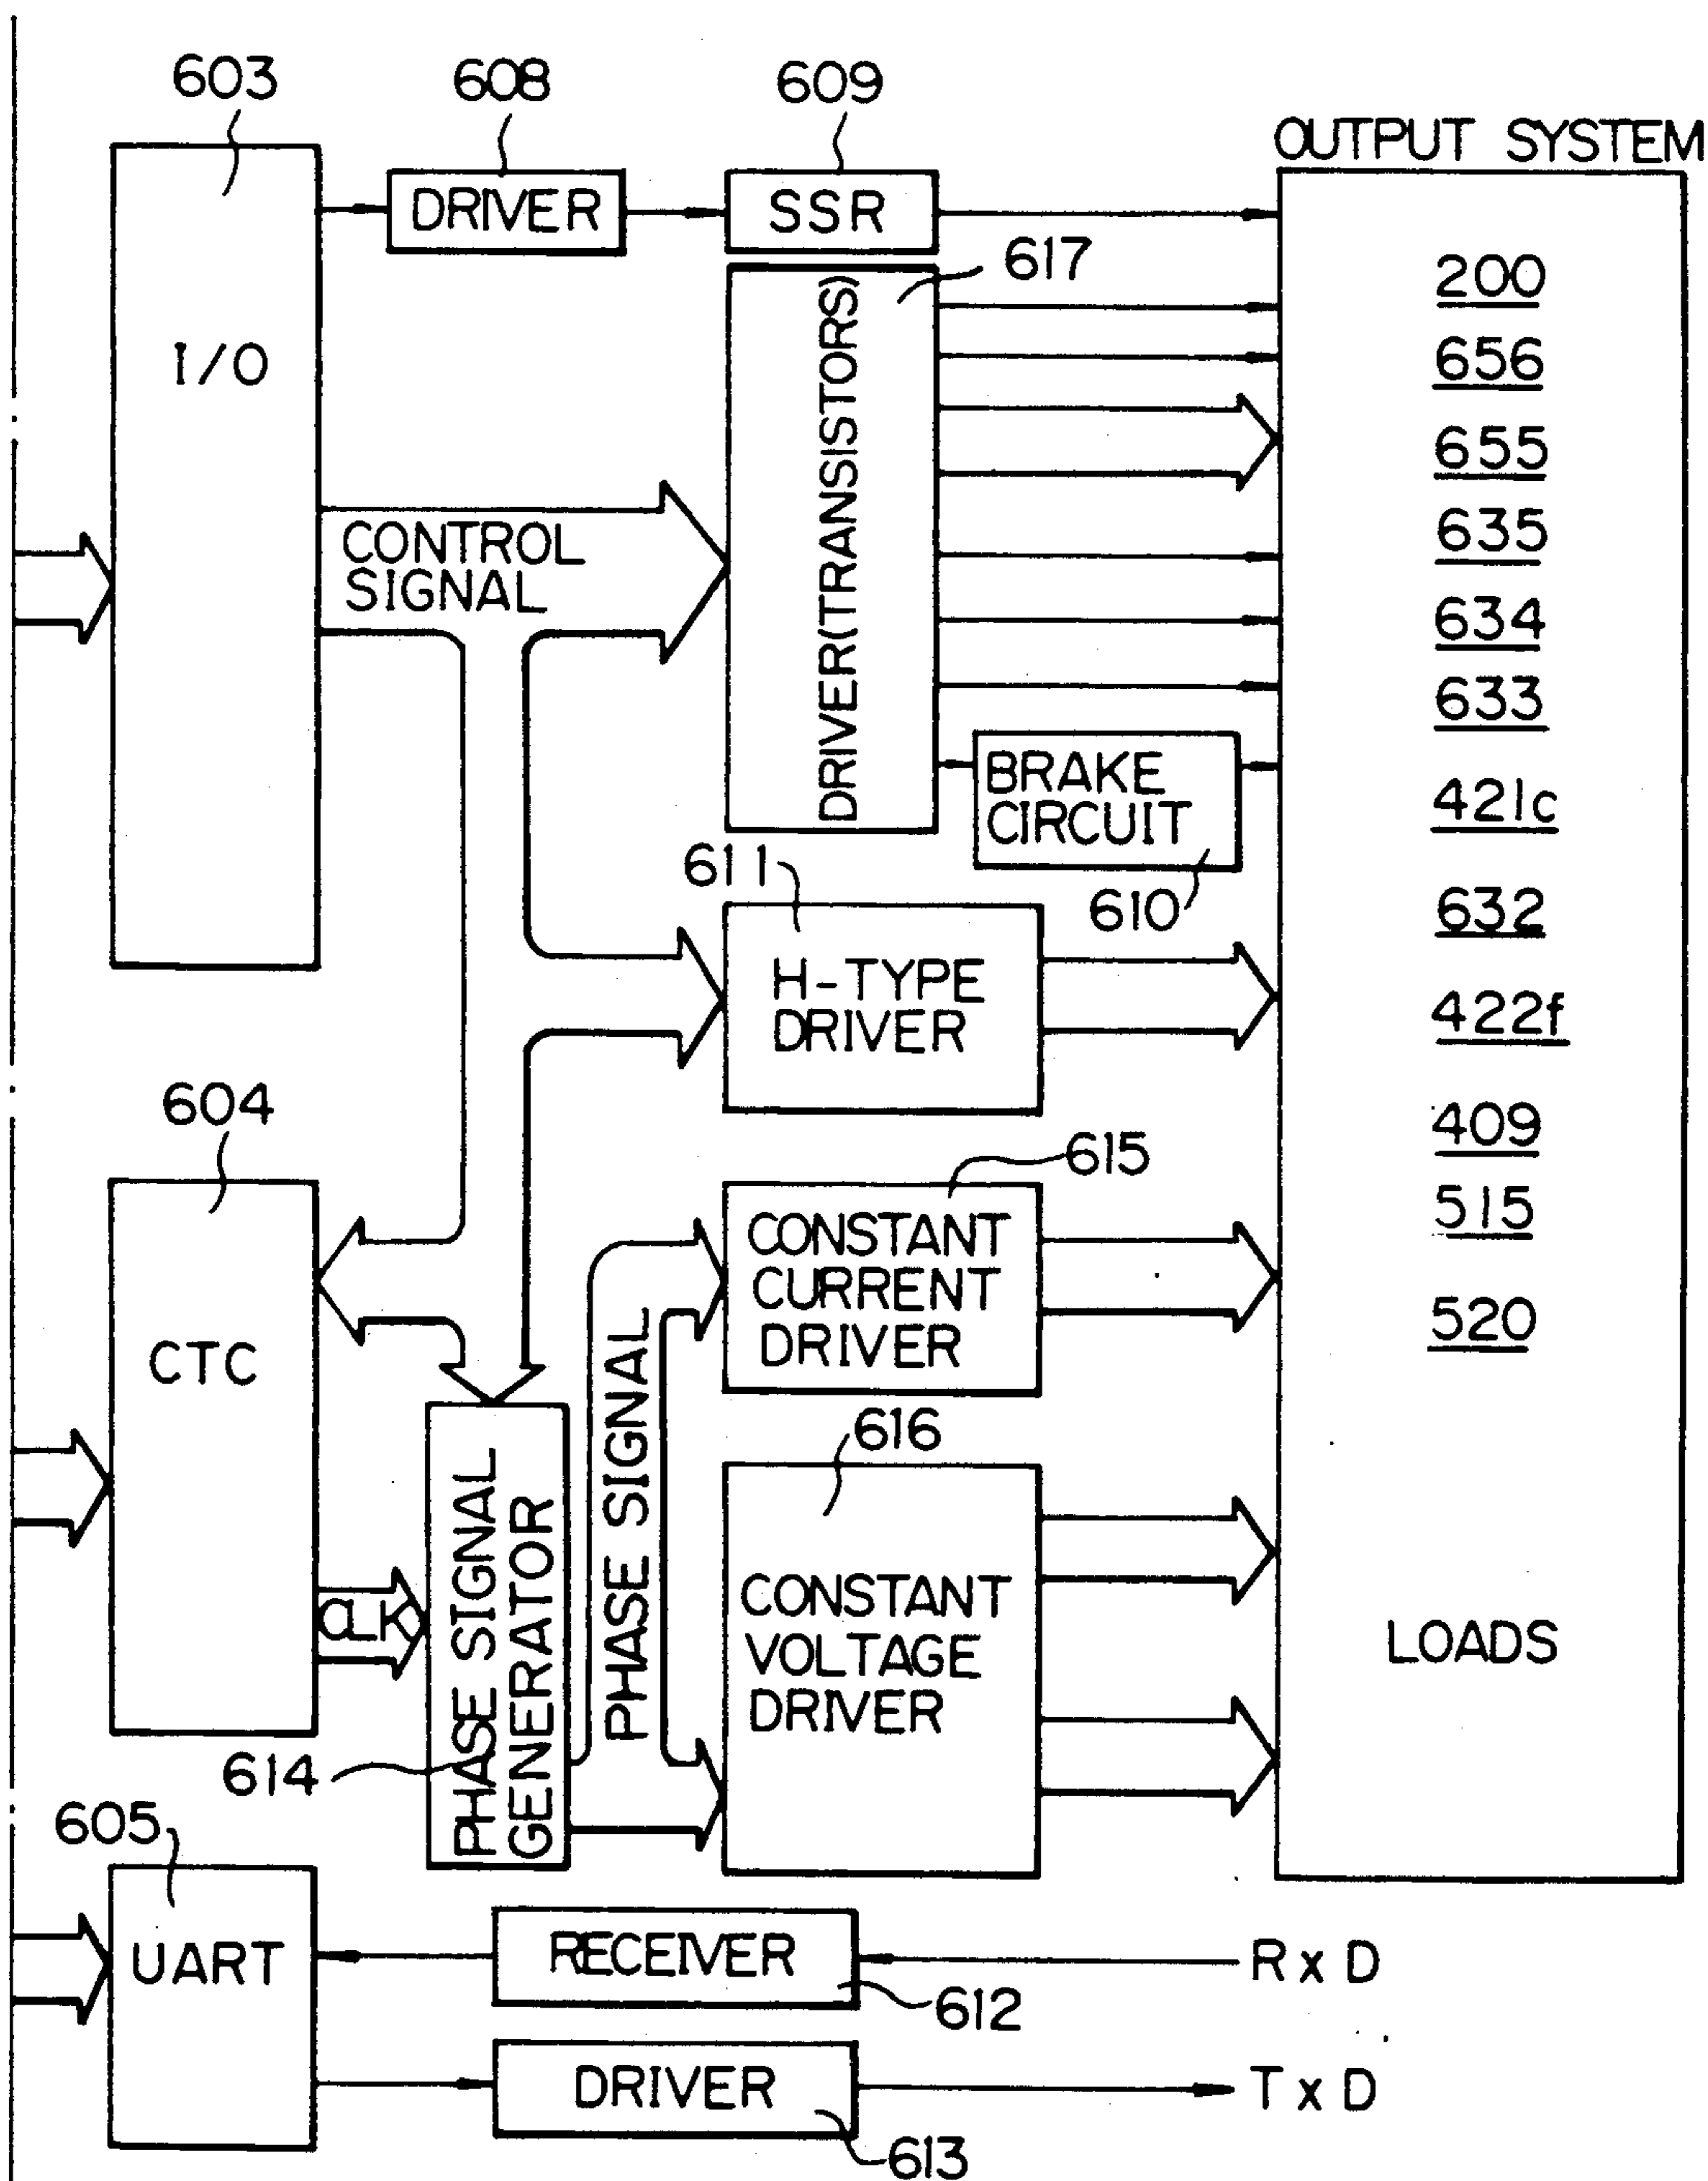 603
608
609
OUTPUT SYSTEM
DRIVER
SSR
617
I/O
DRIVER(TRANSISTORS)
200
656
655
635
634
633
421c
632
422f
409
515
520
LOADS
CONTROL
SIGNAL
BRAKE
CIRCUIT
610
611
H-TYPE
DRIVER
604
CTC
615
CONSTANT
CURRENT
DRIVER
PHASE SIGNAL
616
CONSTANT
VOLTAGE
DRIVER
CLK
PHASE SIGNAL
GENERATOR
614
605
UART
RECEIVER
RxD
612
DRIVER
TxD
613